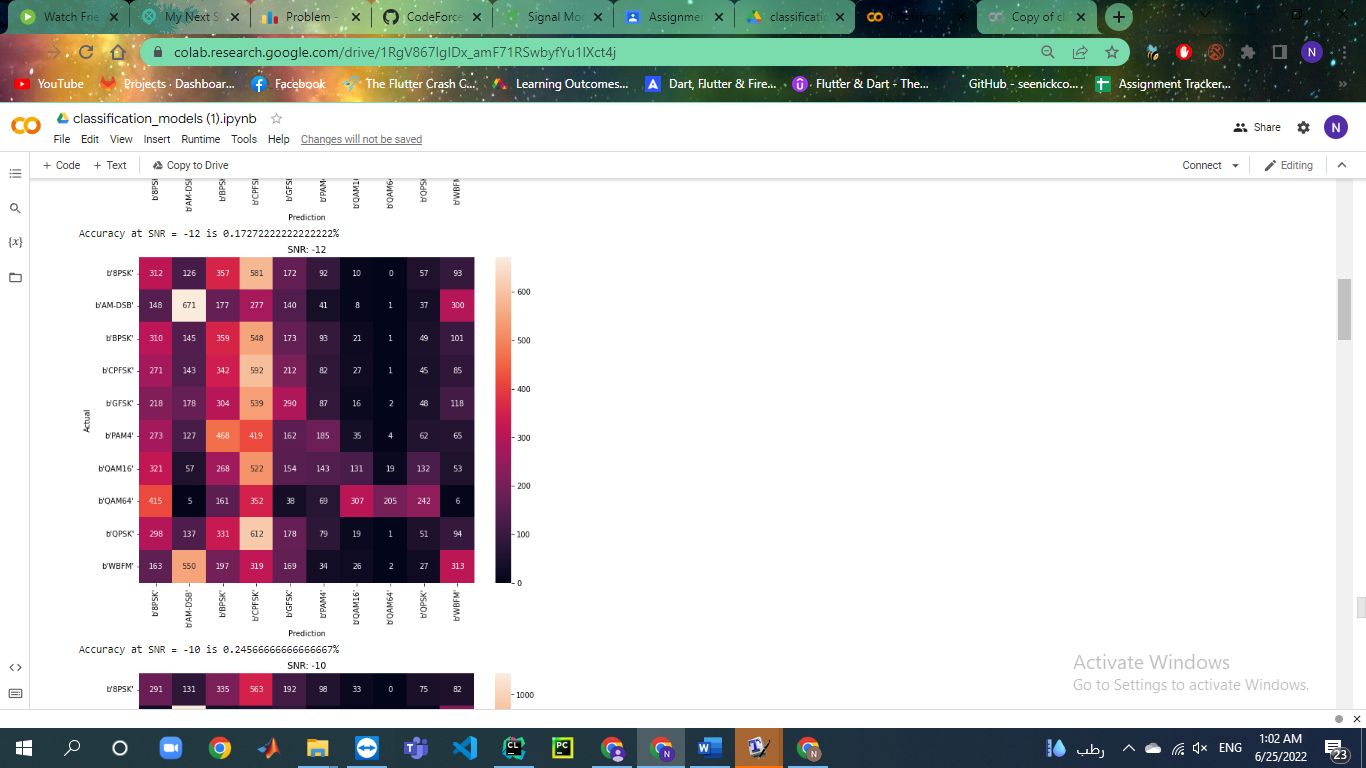 Watch Frie
My Next S
Problem -
CodeForce
Signal Mo
Assignmen
classificatio
Copy of cl
colab.research.google.com/drive/1RgV867IgIDx_amF71RSwbyfYu1IXct4j
N
YouTube
Projects · Dashboar...
Facebook
The Flutter Crash C...
Learning Outcomes...
Dart, Flutter & Fire...
Flutter & Dart - The...
GitHub - seenickco...
Assignment Tracker...
»
classification_models (1).ipynb
File Edit View Insert Runtime Tools Help Changes will not be saved
Share
N
+ Code + Text Copy to Drive
Connect
Editing
Prediction
Accuracy at SNR = -12 is 0.17272222222222222%
SNR: -12
b'8PSK' 312 126 357 581 172 92 10 0 57 93
b'AM-DSB' 148 671 177 277 140 41 8 1 37 300
b'BPSK' 310 145 359 548 173 93 21 1 49 101
b'CPFSK' 271 143 342 592 212 82 27 1 45 85
b'GFSK' 218 178 304 539 290 87 16 2 48 118
b'PAM4' 273 127 468 419 162 185 35 4 62 65
b'QAM16' 321 57 268 522 154 143 131 19 132 53
b'QAM64' 415 5 161 352 38 69 307 205 242 6
b'QPSK' 298 137 331 612 178 79 19 1 51 94
b'WBFM' 163 550 197 319 169 34 26 2 27 313
Actual
b'8PSK' b'AM-DSB' b'BPSK' b'CPFSK' b'GFSK' b'PAM4' b'QAM16' b'QAM64' b'QPSK' b'WBFM'
Prediction
600
500
400
300
200
100
0
Accuracy at SNR = -10 is 0.24566666666666667%
SNR: -10
b'8PSK' 291 131 335 563 192 98 33 0 75 82
1000
Activate Windows
Go to Settings to activate Windows.
رطب
ENG
1:02 AM
6/25/2022
23